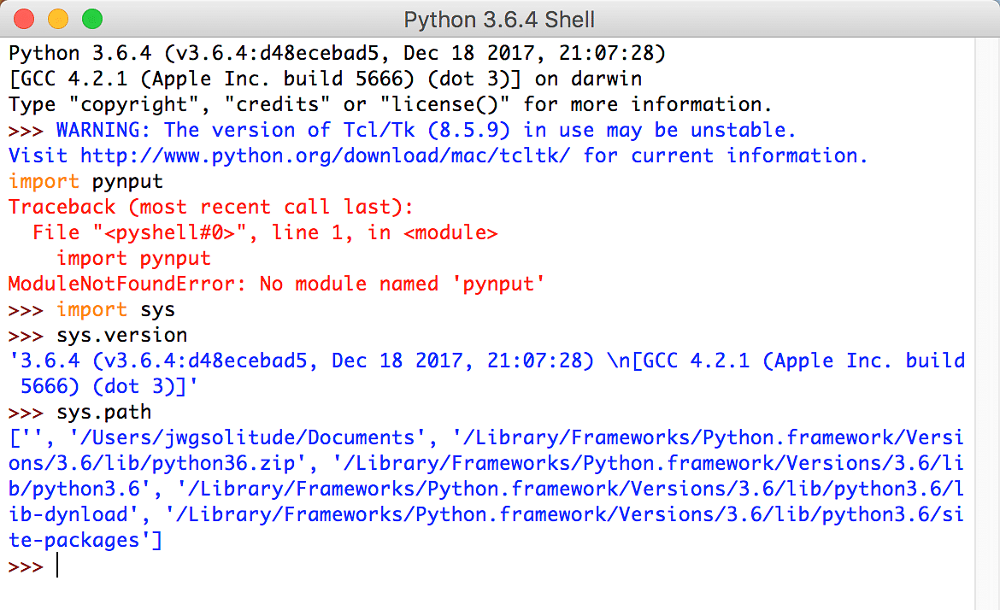 Python 3.6.4 Shell
Python 3.6.4 (v3.6.4:d48ecebad5, Dec 18 2017, 21:07:28)
[GCC 4.2.1 (Apple Inc. build 5666) (dot 3)] on darwin
Type "copyright", "credits" or "license()" for more information.
>>> WARNING: The version of Tcl/Tk (8.5.9) in use may be unstable.
Visit http://www.python.org/download/mac/tcltk/ for current information.
import pynput
Traceback (most recent call last):
  File "<pyshell#0>", line 1, in <module>
    import pynput
ModuleNotFoundError: No module named 'pynput'
>>> import sys
>>> sys.version
'3.6.4 (v3.6.4:d48ecebad5, Dec 18 2017, 21:07:28) \n[GCC 4.2.1 (Apple Inc. build
 5666) (dot 3)]'
>>> sys.path
['', '/Users/jwgsolitude/Documents', '/Library/Frameworks/Python.framework/Versi
ons/3.6/lib/python36.zip', '/Library/Frameworks/Python.framework/Versions/3.6/li
b/python3.6', '/Library/Frameworks/Python.framework/Versions/3.6/lib/python3.6/l
ib-dynload', '/Library/Frameworks/Python.framework/Versions/3.6/lib/python3.6/si
te-packages']
>>>